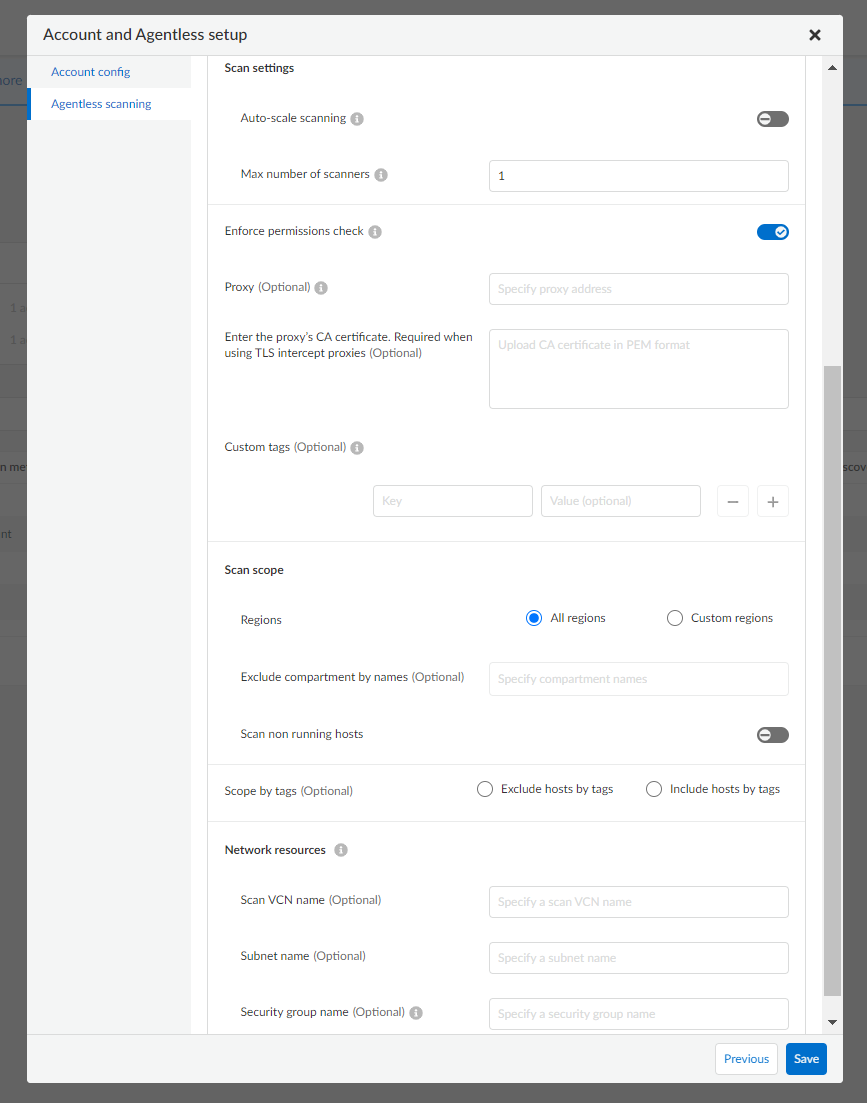 Account and Agentless setup
Account config
Agentless scanning
Scan settings
Auto-scale scanning
Max number of scanners
1
Enforce permissions check
Proxy (Optional)
Specify proxy address
Enter the proxy's CA certificate. Required when
using TLS intercept proxies (Optional)
Upload CA certificate in PEM format
Custom tags (Optional)
Key
Value (optional)
Scan scope
Regions
All regions
Custom regions
Exclude compartment by names (Optional)
Specify compartment names
Scan non running hosts
Scope by tags (Optional)
Exclude hosts by tags
Include hosts by tags
Network resources
Scan VCN name (Optional)
Specify a scan VCN name
Subnet name (Optional)
Specify a subnet name
Security group name (Optional)
Specify a security group name
Previous
Save